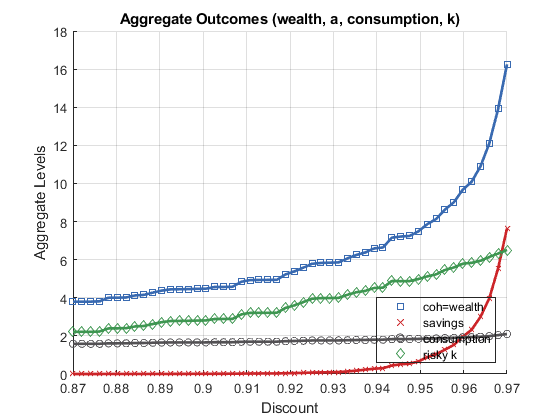 Aggregate Outcomes (wealth, a, consumption, k)
18
16
14
12
10
8
6
4
2
0
Aggregate Levels
coh=wealth
savings
consumption
risky k
0.87 0.88 0.89 0.9 0.91 0.92 0.93 0.94 0.95 0.96 0.97
Discount